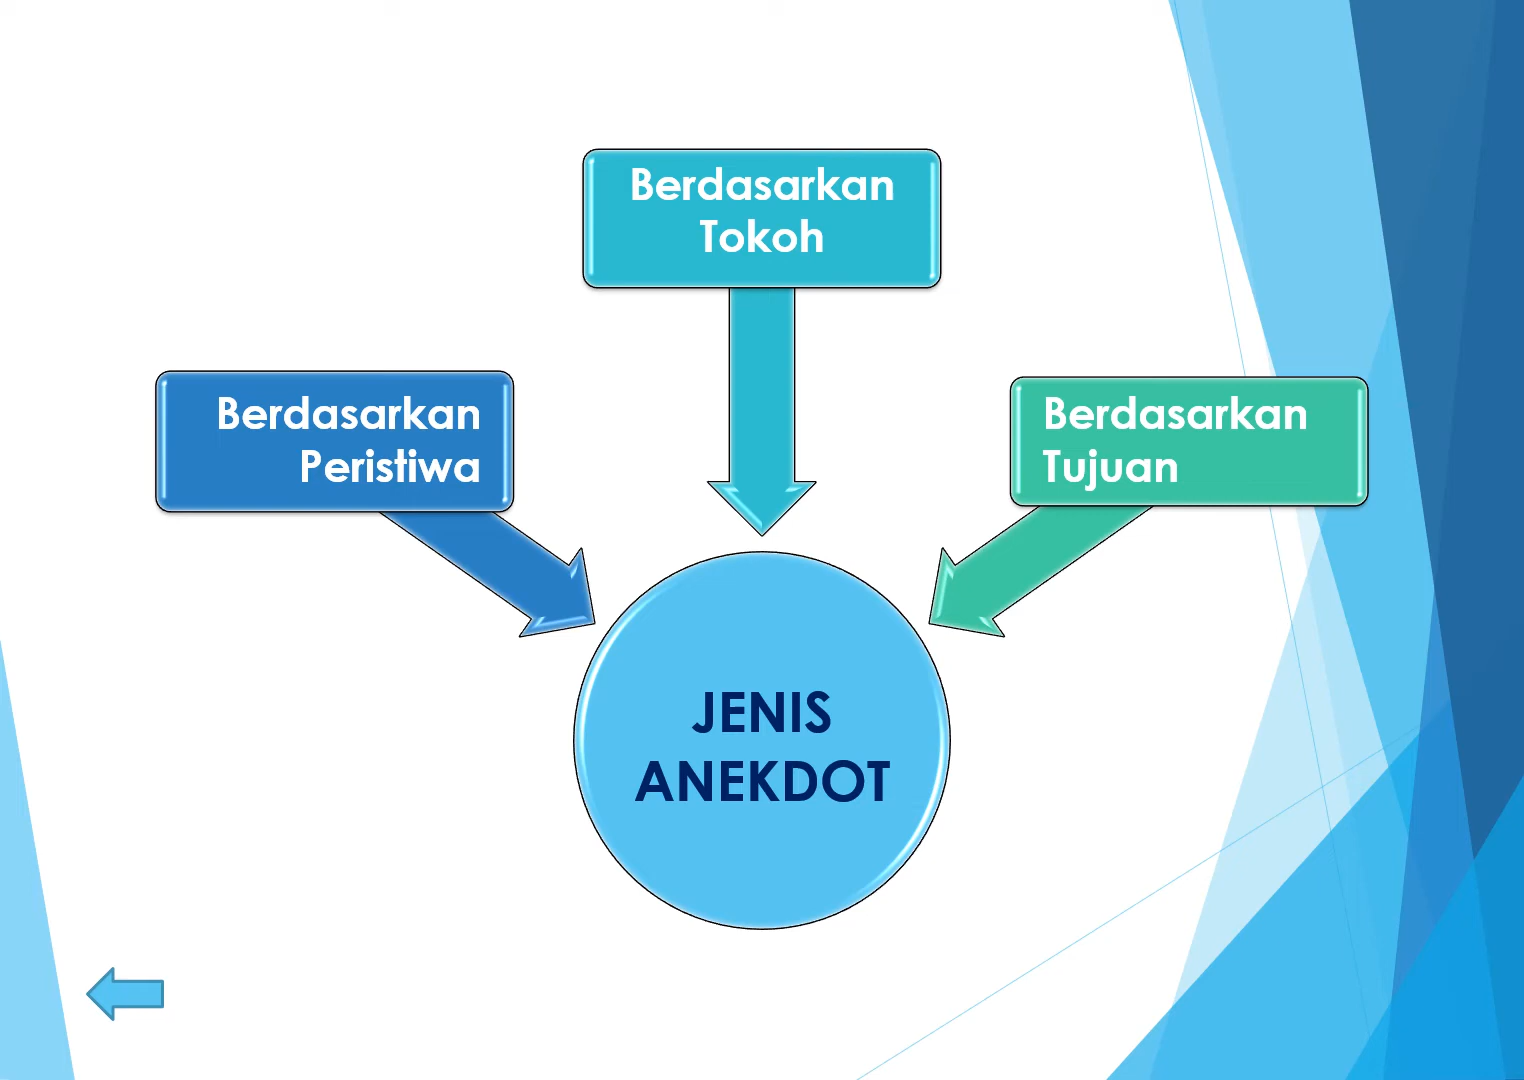 Berdasarkan
Tokoh
Berdasarkan
Peristiwa
Berdasarkan
Tujuan
JENIS
ANEKDOT